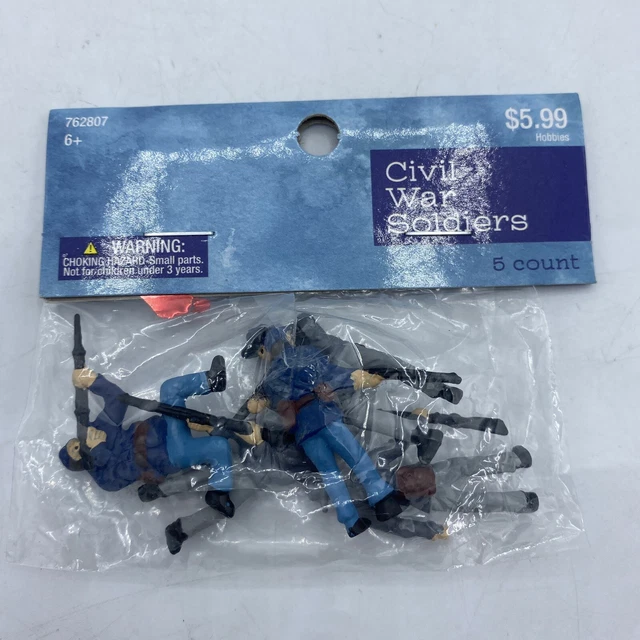 762807
6+
$5.99
Hobbies
Civil
War
Soldiers
5 count
WARNING:
CHOKING HAZARD-Small parts.
Not for children under 3 years.